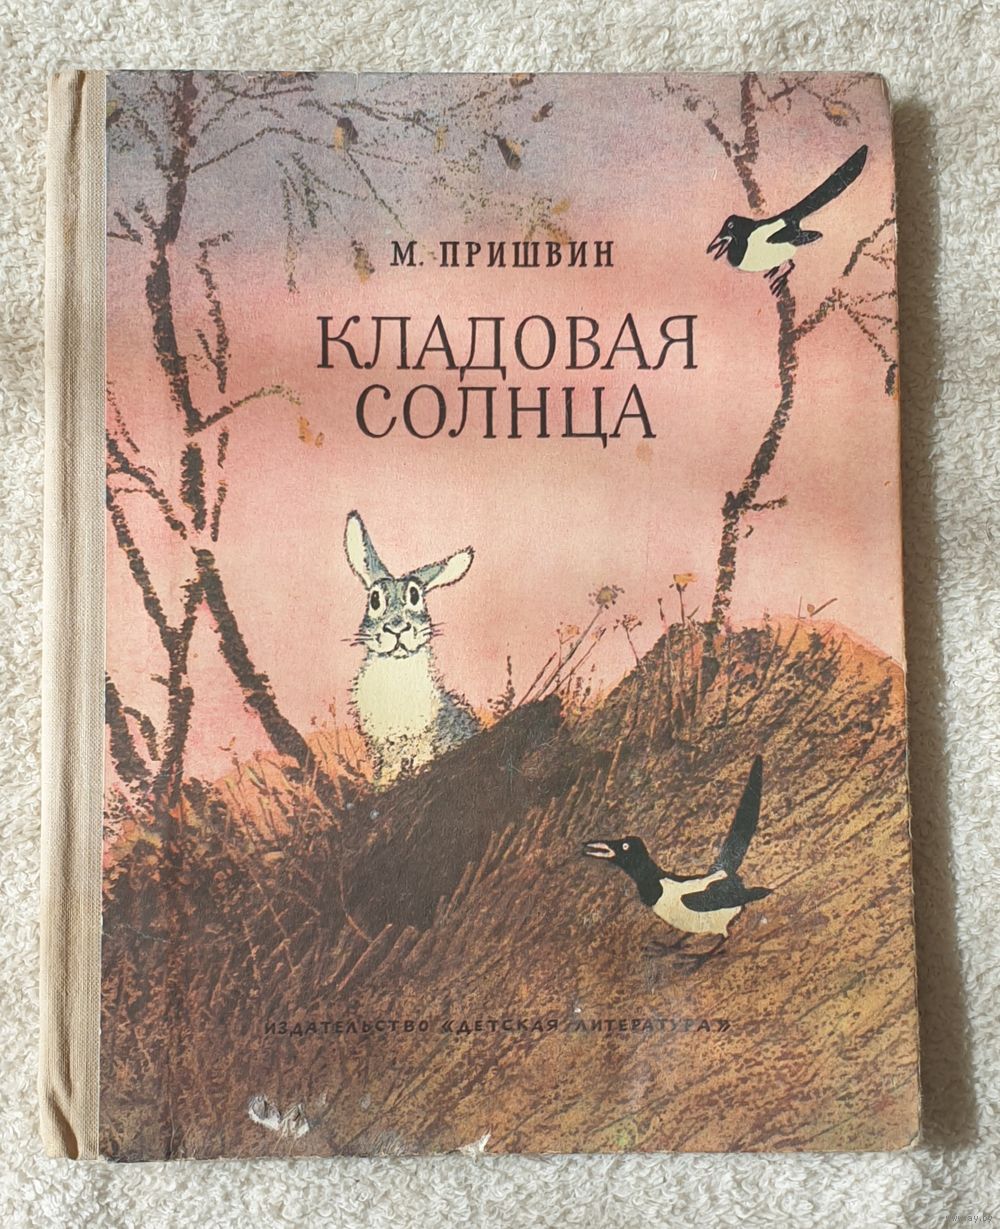 М. ПРИШВИН
КЛАДОВАЯ
СОЛНЦА
ИЗДАТЕЛЬСТВО «ДЕТСКАЯ ЛИТЕРАТУРА»